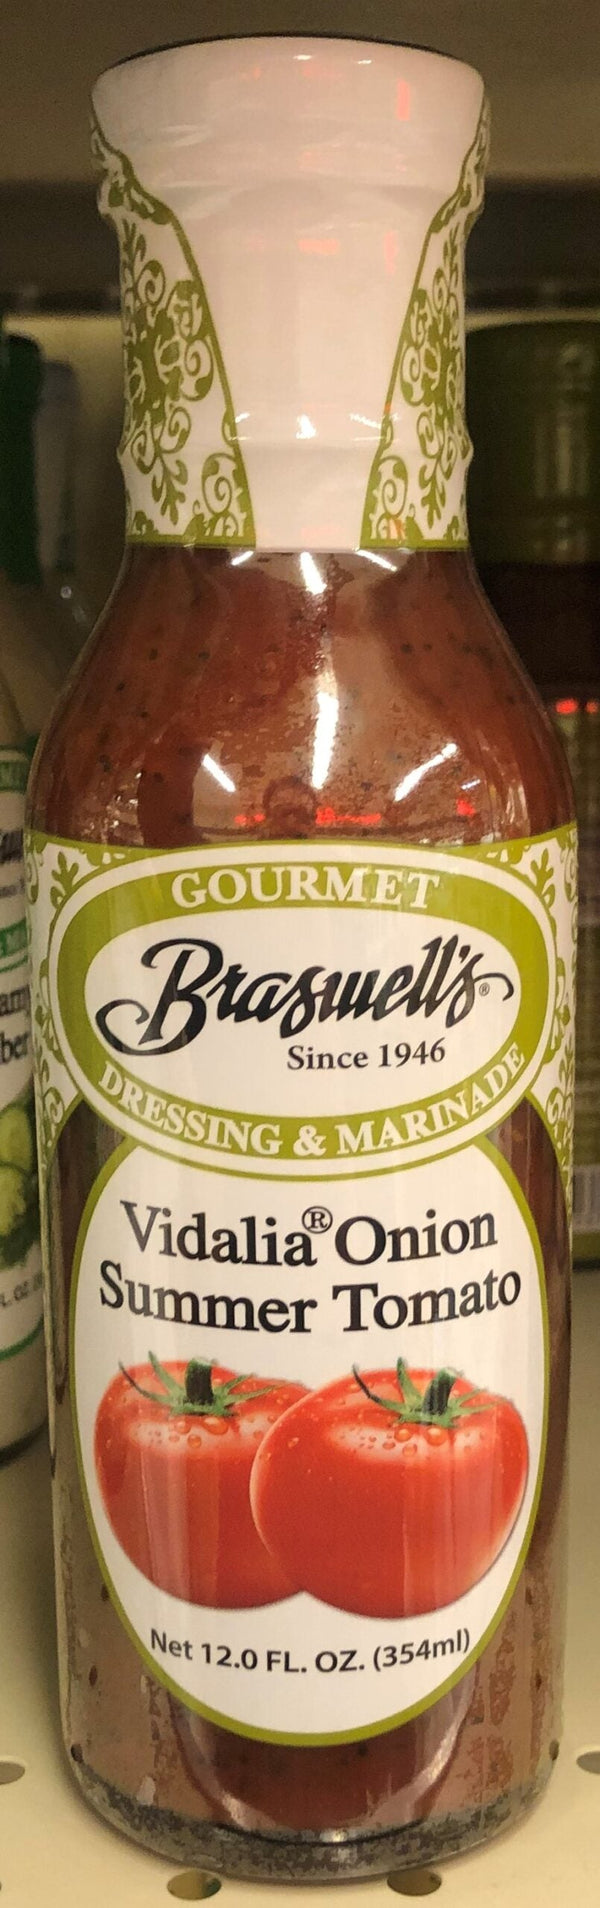 GOURMET
Braswell's®
Since 1946
DRESSING & MARINADE
Vidalia® Onion
Summer Tomato
Net 12.0 FL. OZ. (354ml)